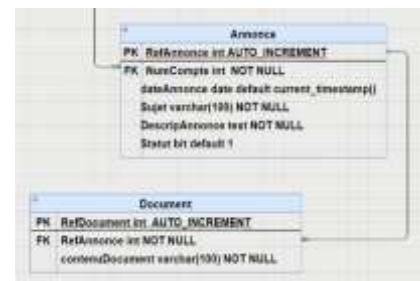 Annonce
PK RefAnnonce int AUTO_INCREMENT
FK NumCompte int NOT NULL
dateAnnonce date default current_timestamp()
Sujet varchar(100) NOT NULL
DescripAnnonce text NOT NULL
Statut bit default 1
Document
PK RefDocument int AUTO_INCREMENT
FK RefAnnonce int NOT NULL
contenuDocument varchar(100) NOT NULL